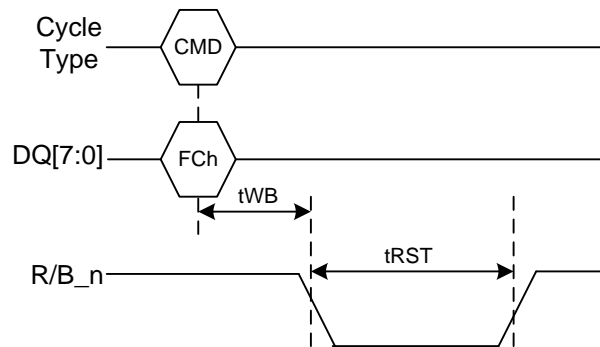 Cycle
Type
CMD
DQ[7:0]
FCh
tWB
tRST
R/B_n